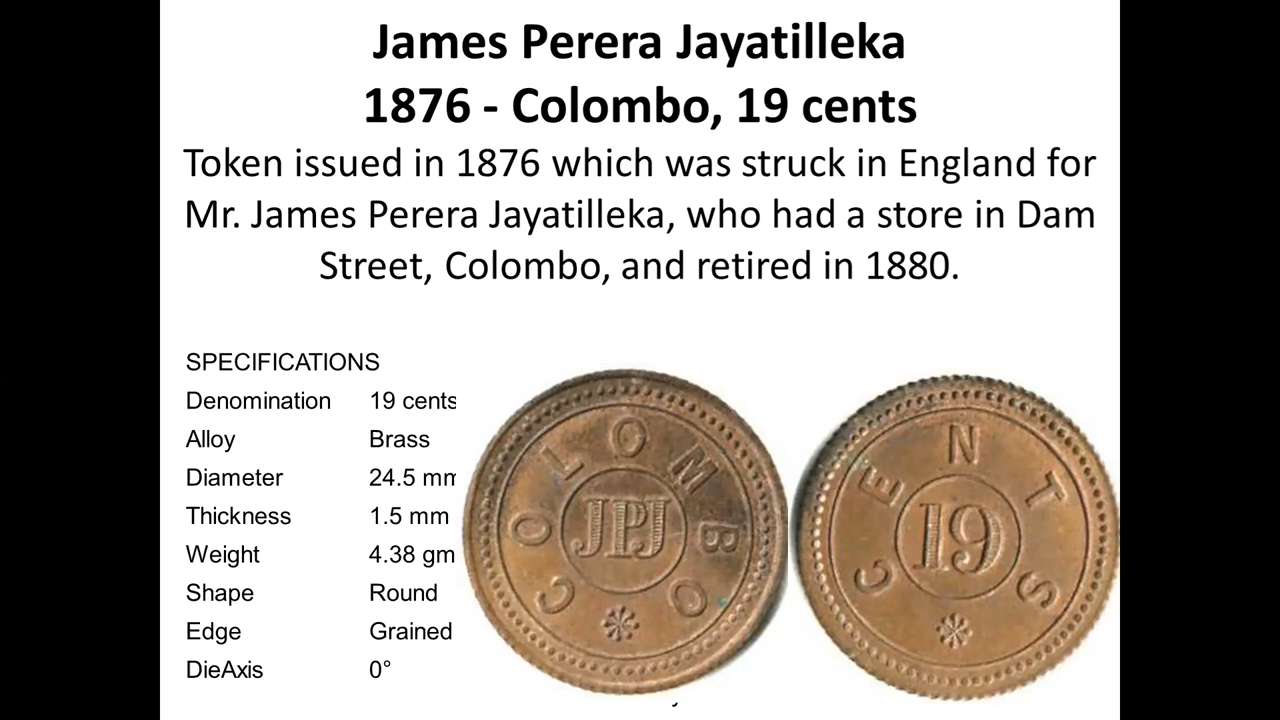 James Perera Jayatilleka
1876 - Colombo, 19 cents
Token issued in 1876 which was struck in England for
Mr. James Perera Jayatilleka, who had a store in Dam
Street, Colombo, and retired in 1880.
SPECIFICATIONS
Denomination 19 cents
Alloy Brass
Diameter 24.5 mm
Thickness 1.5 mm
Weight 4.38 gm
Shape Round
Edge Grained
DieAxis 0°
COLOMBO
JPJ
CENTS
19